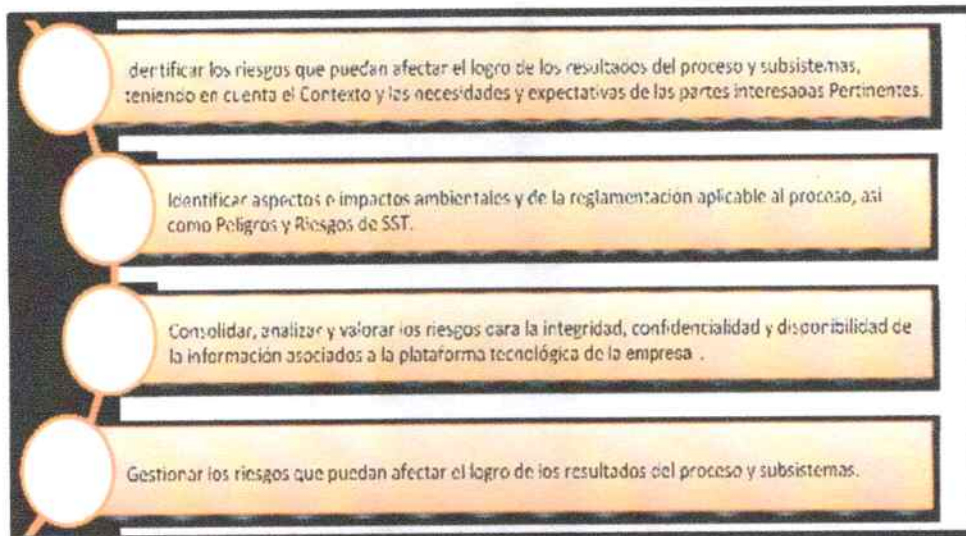 Identificar los riesgos que puedan afectar el logro de los resultados del proceso y subsistemas,
teniendo en cuenta el Contexto y las necesidades y expectativas de las partes interesadas Pertinentes.
Identificar aspectos e impactos ambientales y de la reglamentación aplicable al proceso, asi
como Peligros y Riesgos de SST.
Consolidar, analizar y valorar los riesgos para la integridad, confidencialidad y disponibilidad de
la información asociados a la plataforma tecnológica de la empresa .
Gestionar los riesgos que puedan afectar el logro de los resultados del proceso y subsistemas.